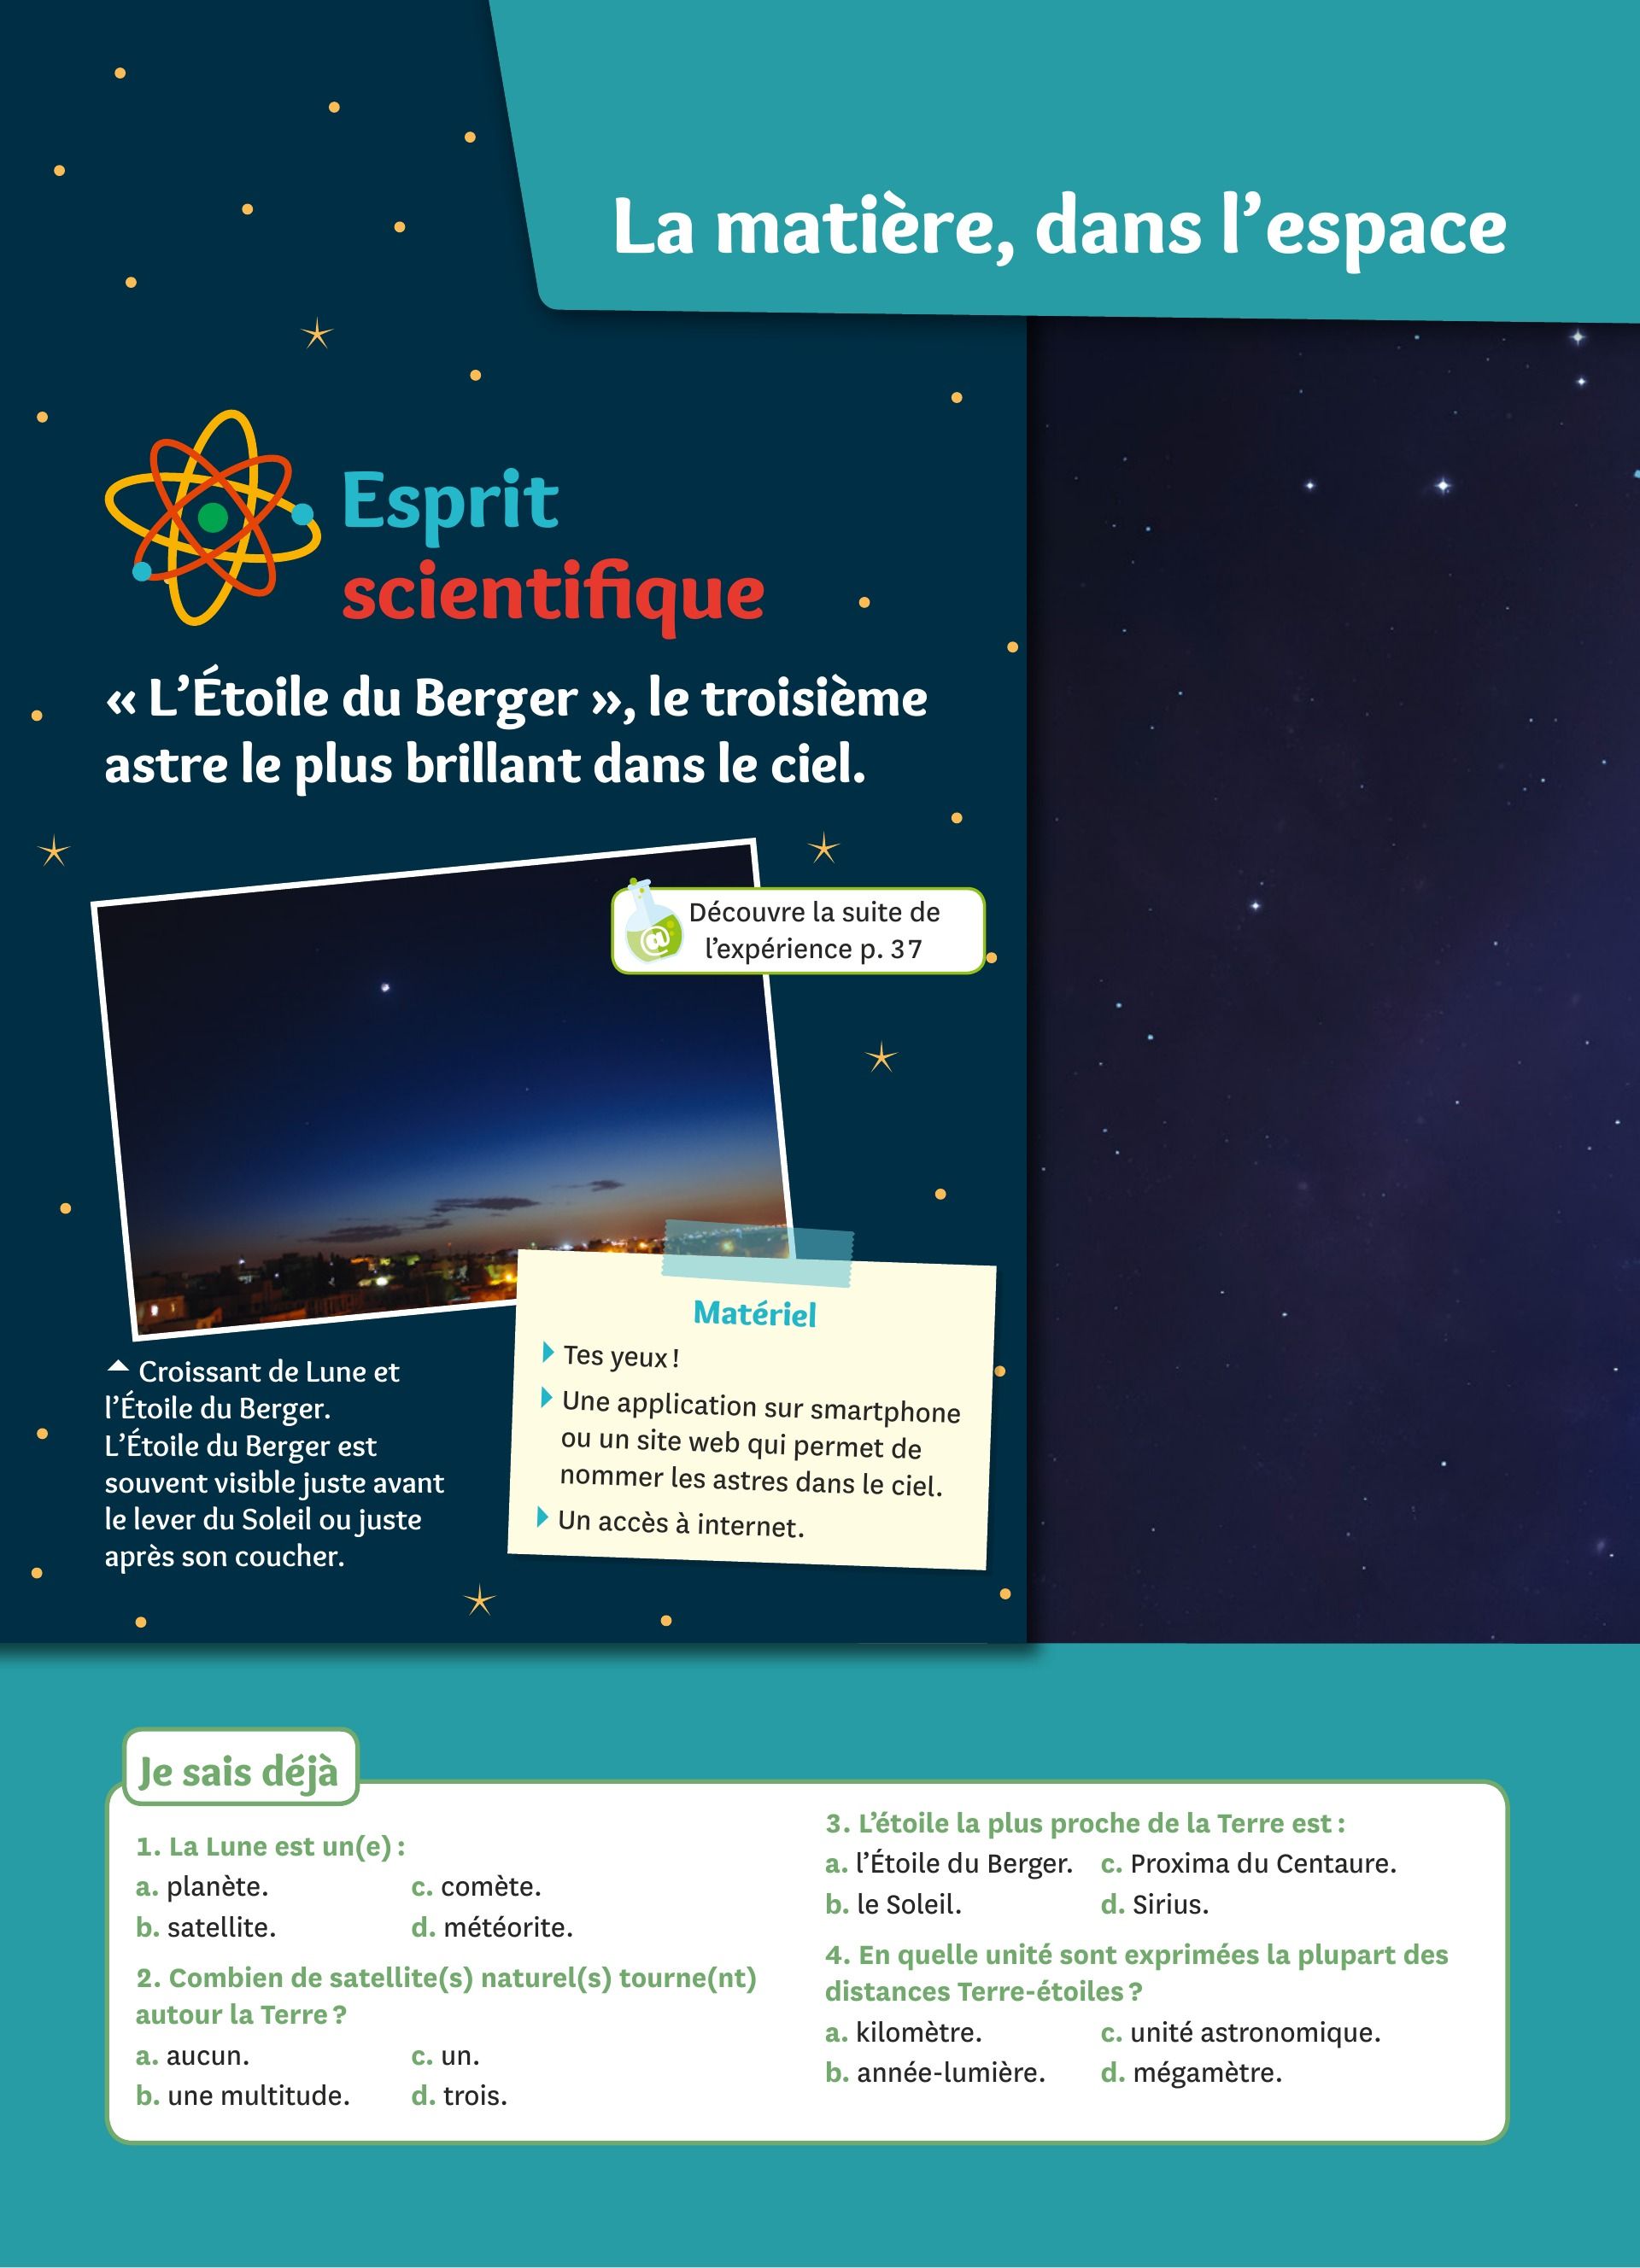 La matière, dans l’espace
Esprit
scientifique
« L’Étoile du Berger », le troisième
astre le plus brillant dans le ciel.
Découvre la suite de
l’expérience p. 37
@
Matériel
Tes yeux !
Une application sur smartphone
ou un site web qui permet de
nommer les astres dans le ciel.
Un accès à internet.
Croissant de Lune et
l’Étoile du Berger.
L’Étoile du Berger est
souvent visible juste avant
le lever du Soleil ou juste
après son coucher.
Je sais déjà
1. La Lune est un(e) :
a. planète. c. comète.
b. satellite. d. météorite.
2. Combien de satellite(s) naturel(s) tourne(nt)
autour la Terre ?
a. aucun. c. un.
b. une multitude. d. trois.
3. L’étoile la plus proche de la Terre est :
a. l’Étoile du Berger. c. Proxima du Centaure.
b. le Soleil. d. Sirius.
4. En quelle unité sont exprimées la plupart des
distances Terre-étoiles ?
a. kilomètre. c. unité astronomique.
b. année-lumière. d. mégamètre.